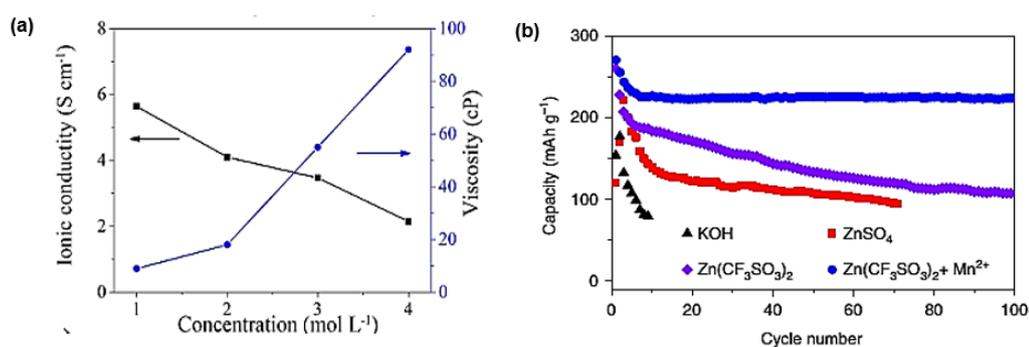 (a)
Ionic conductity (S cm⁻¹)
8
6
4
2
0
1 2 3 4
Concentration (mol L⁻¹)
100
80
60
40
20
0
Viscosity (cP)
(b)
Capacity (mAh g⁻¹)
300
200
100
0
KOH
ZnSO₄
Zn(CF₃SO₃)₂
Zn(CF₃SO₃)₂+ Mn²⁺
0 20 40 60 80 100
Cycle number